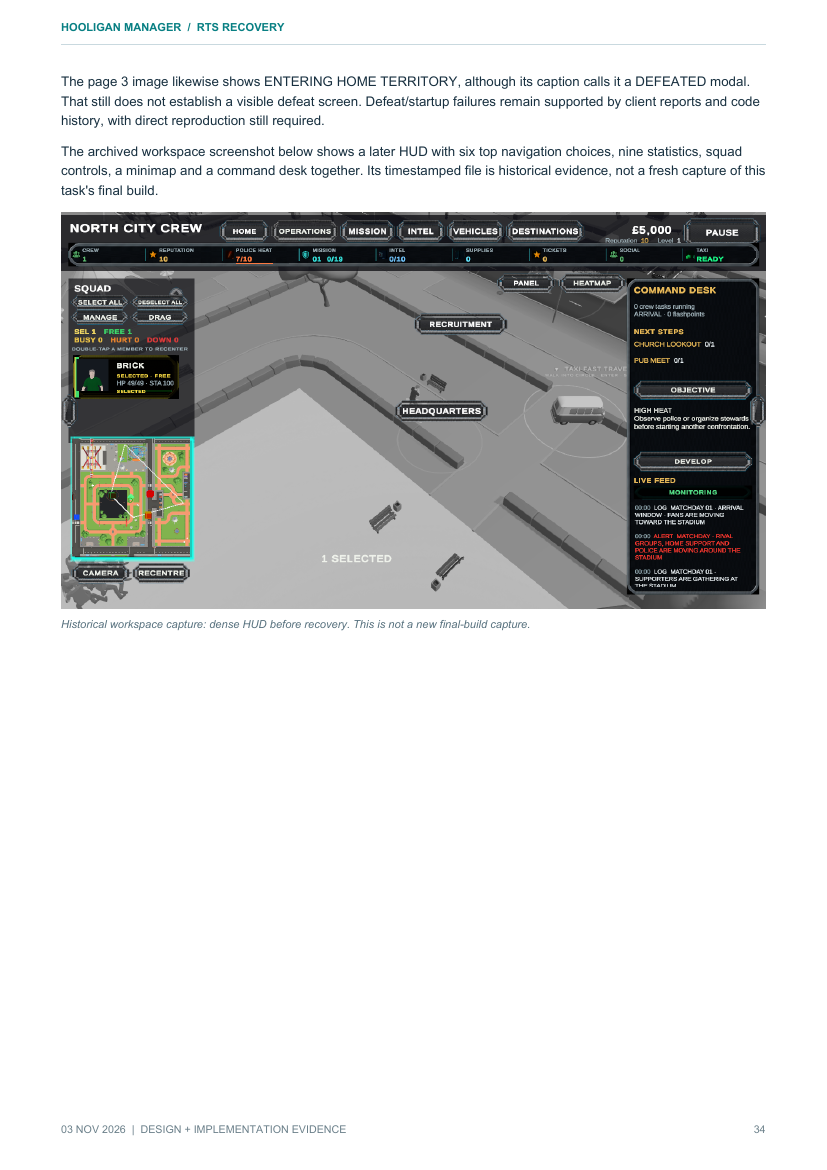 HOOLIGAN MANAGER / RTS RECOVERY
The page 3 image likewise shows ENTERING HOME TERRITORY, although its caption calls it a DEFEATED modal.
That still does not establish a visible defeat screen. Defeat/startup failures remain supported by client reports and code
history, with direct reproduction still required.
The archived workspace screenshot below shows a later HUD with six top navigation choices, nine statistics, squad
controls, a minimap and a command desk together. Its timestamped file is historical evidence, not a fresh capture of this
task's final build.
NORTH CITY CREW
HOME
OPERATIONS
MISSION
INTEL
VEHICLES
DESTINATIONS
£5,000
Reputation 10 Level 1
PAUSE
CREW
1
REPUTATION
10
POLICE HEAT
7/10
MISSION
01 0/19
INTEL
0/10
SUPPLIES
0
TICKETS
0
SOCIAL
0
TAXI
READY
SQUAD
SELECT ALL
DESELECT ALL
MANAGE
DRAG
SEL 1 FREE 1
BUSY 0 HURT 0 DOWN 0
DOUBLE-TAP A MEMBER TO RECENTER
BRICK
SELECTED · FREE
HP 49/49 · STA 100
SELECTED
CAMERA
RECENTRE
PANEL
HEATMAP
RECRUITMENT
HEADQUARTERS
TAXI FAST TRAVE
1 SELECTED
COMMAND DESK
0 crew tasks running
ARRIVAL · 0 flashpoints
NEXT STEPS
CHURCH LOOKOUT 0/1
PUB MEET 0/1
OBJECTIVE
HIGH HEAT
Observe police or organize stewards
before starting another confrontation.
DEVELOP
LIVE FEED
MONITORING
00:00 LOG MATCHDAY 01 · ARRIVAL
WINDOW · FANS ARE MOVING
TOWARD THE STADIUM
00:00 ALERT MATCHDAY · RIVAL
GROUPS, HOME SUPPORT AND
POLICE ARE MOVING AROUND THE
STADIUM
00:00 LOG MATCHDAY 01 ·
SUPPORTERS ARE GATHERING AT
THE STADIUM
Historical workspace capture: dense HUD before recovery. This is not a new final-build capture.
03 NOV 2026 | DESIGN + IMPLEMENTATION EVIDENCE
34